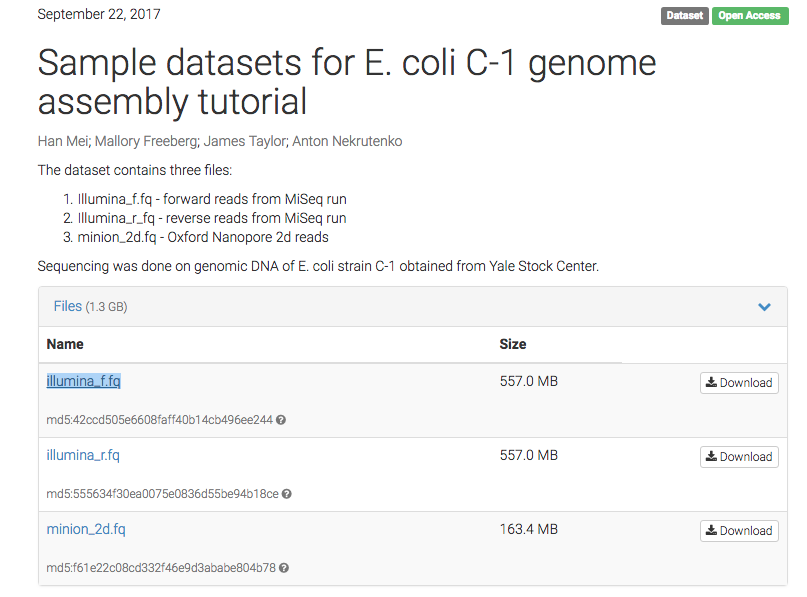 September 22, 2017
Dataset Open Access
Sample datasets for E. coli C-1 genome
assembly tutorial
Han Mei; Mallory Freeberg; James Taylor; Anton Nekrutenko
The dataset contains three files:
1. Illumina_f.fq - forward reads from MiSeq run
2. Illumina_r_fq - reverse reads from MiSeq run
3. minion_2d.fq - Oxford Nanopore 2d reads
Sequencing was done on genomic DNA of E. coli strain C-1 obtained from Yale Stock Center.
Files (1.3 GB)
Name Size
illumina_f.fq 557.0 MB Download
md5:42ccd505e6608faff40b14cb496ee244
illumina_r.fq 557.0 MB Download
md5:555634f30ea0075e0836d55be94b18ce
minion_2d.fq 163.4 MB Download
md5:f61e22c08cd332f46e9d3ababe804b78